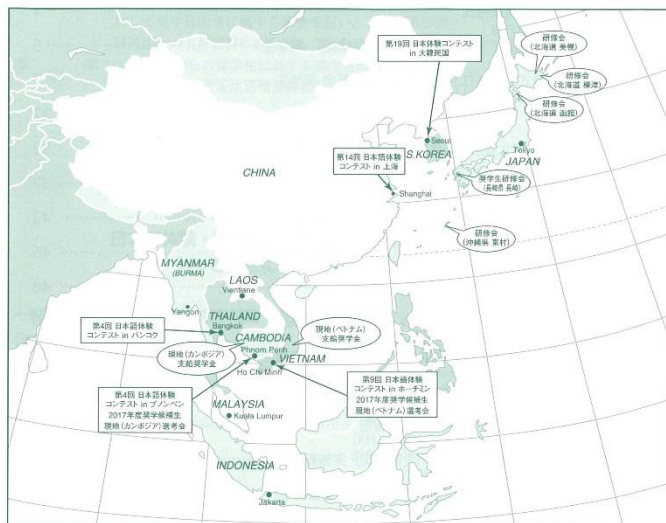 第19回 日本体験コンテスト
in 大韓民国
研修会
(北海道 美幌)
研修会
(北海道 標津)
研修会
(北海道 函館)
Seoul
S.KOREA
Tokyo
JAPAN
第14回 日本語体験
コンテスト in 上海
CHINA
Shanghai
奨学生研修会
(長崎県 長崎)
研修会
(沖縄県 東村)
MYANMAR
(BURMA)
LAOS
Vientiane
Yangon
THAILAND
Bangkok
第4回 日本語体験
コンテスト in バンコク
CAMBODIA
Phnom Penh
現地(ベトナム)
支給奨学金
現地(カンボジア)
支給奨学金
VIETNAM
Ho Chi Minh
第4回 日本語体験
コンテスト in プノンペン
2017年度奨学候補生
現地(カンボジア)選考会
第9回 日本語体験
コンテスト in ホーチミン
2017年度奨学候補生
現地(ベトナム)選考会
MALAYSIA
Kuala Lumpur
INDONESIA
Jakarta